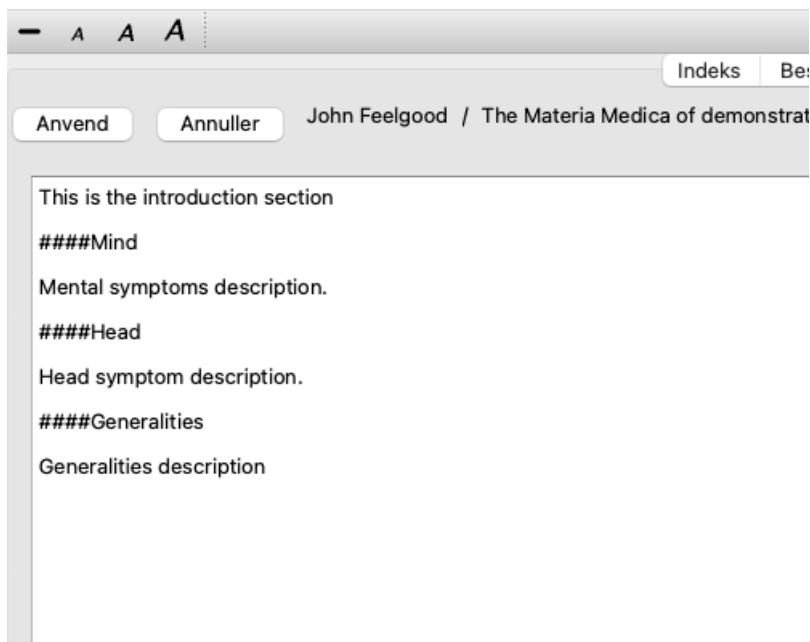 A A A
Indeks
Anvend Annuller John Feelgood / The Materia Medica of
This is the introduction section
####Mind
Mental symptoms description.
####Head
Head symptom description.
####Generalities
Generalities description